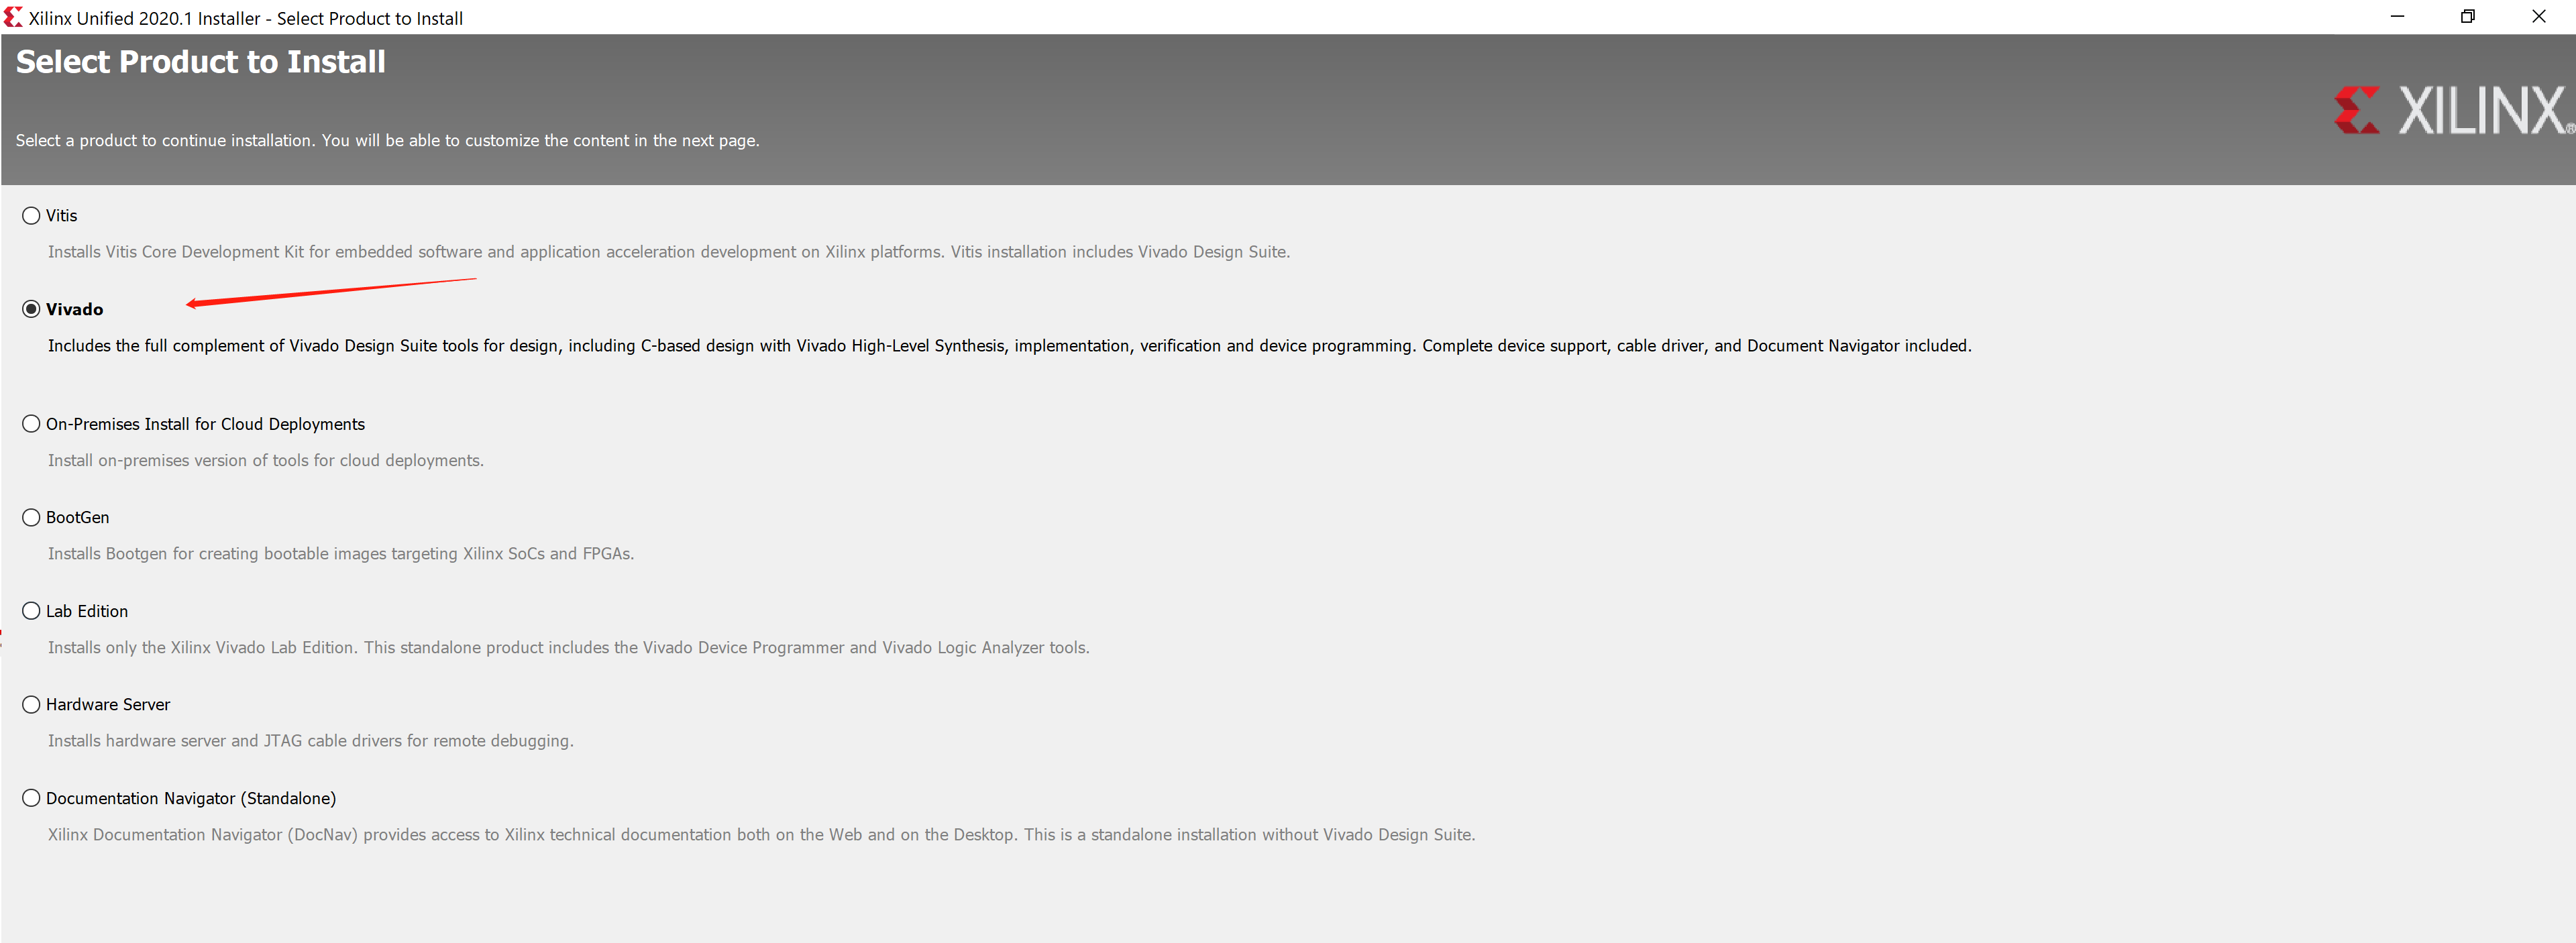 Xilinx Unified 2020.1 Installer - Select Product to Install
Select Product to Install
XILINX®
Select a product to continue installation. You will be able to customize the content in the next page.
Vitis
Installs Vitis Core Development Kit for embedded software and application acceleration development on Xilinx platforms. Vitis installation includes Vivado Design Suite.
Vivado
Includes the full complement of Vivado Design Suite tools for design, including C-based design with Vivado High-Level Synthesis, implementation, verification and device programming. Complete device support, cable driver, and Document Navigator included.
On-Premises Install for Cloud Deployments
Install on-premises version of tools for cloud deployments.
BootGen
Installs Bootgen for creating bootable images targeting Xilinx SoCs and FPGAs.
Lab Edition
Installs only the Xilinx Vivado Lab Edition. This standalone product includes the Vivado Device Programmer and Vivado Logic Analyzer tools.
Hardware Server
Installs hardware server and JTAG cable drivers for remote debugging.
Documentation Navigator (Standalone)
Xilinx Documentation Navigator (DocNav) provides access to Xilinx technical documentation both on the Web and on the Desktop. This is a standalone installation without Vivado Design Suite.